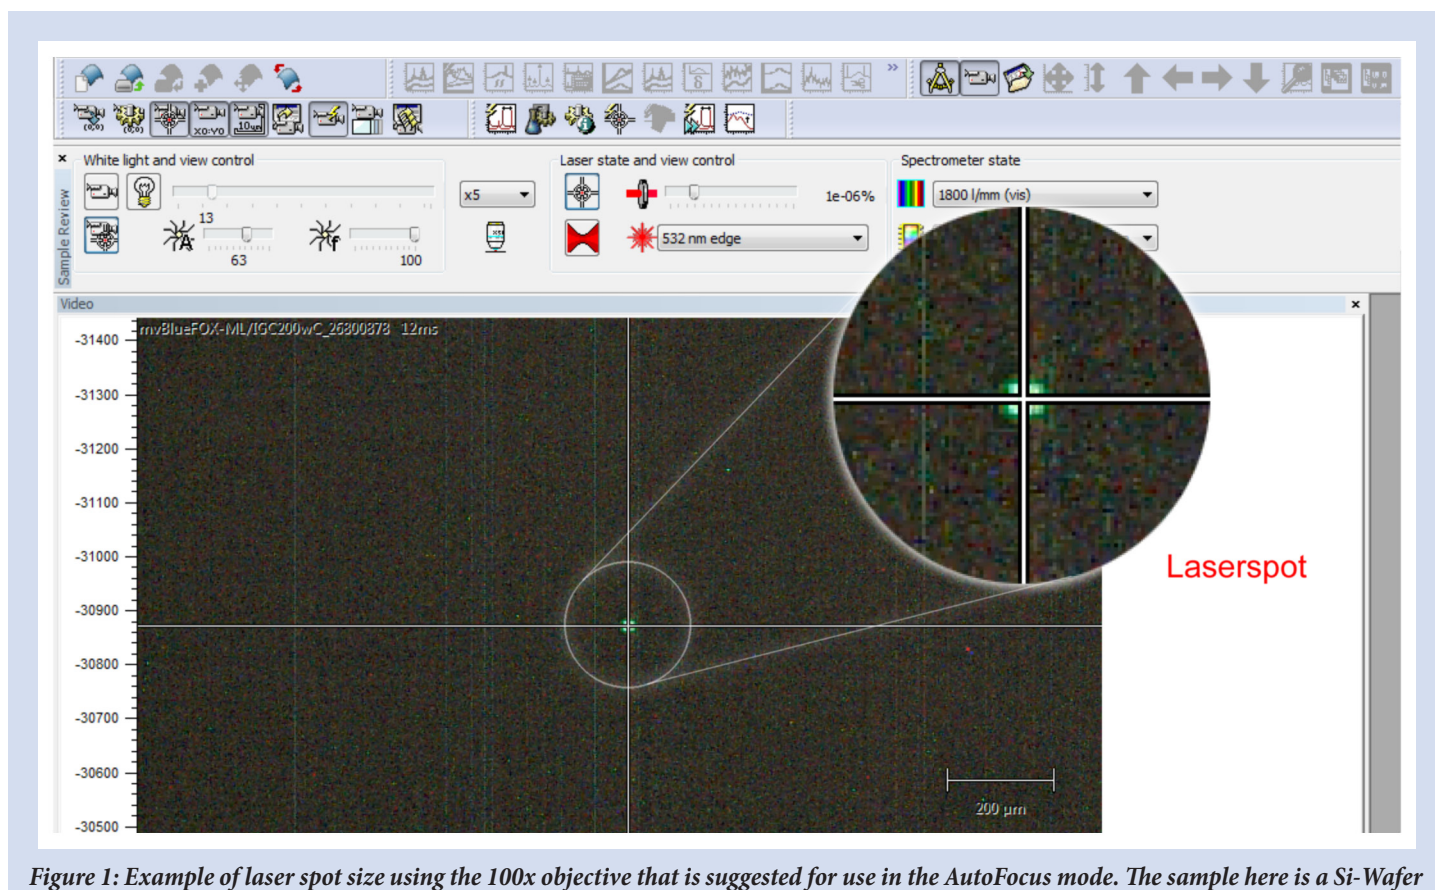 White light and view control
Laser state and view control
Spectrometer state
Sample Review
x5
1e-06%
1800 l/mm (vis)
13
A
f
532 nm edge
63
100
Video
mvBlueFOX-ML/IGC200wC_26800878 12ms
-31400
-31300
-31200
-31100
-31000
-30900
-30800
-30700
-30600
-30500
Laserspot
200 µm
Figure 1: Example of laser spot size using the 100x objective that is suggested for use in the AutoFocus mode. The sample here is a Si-Wafer